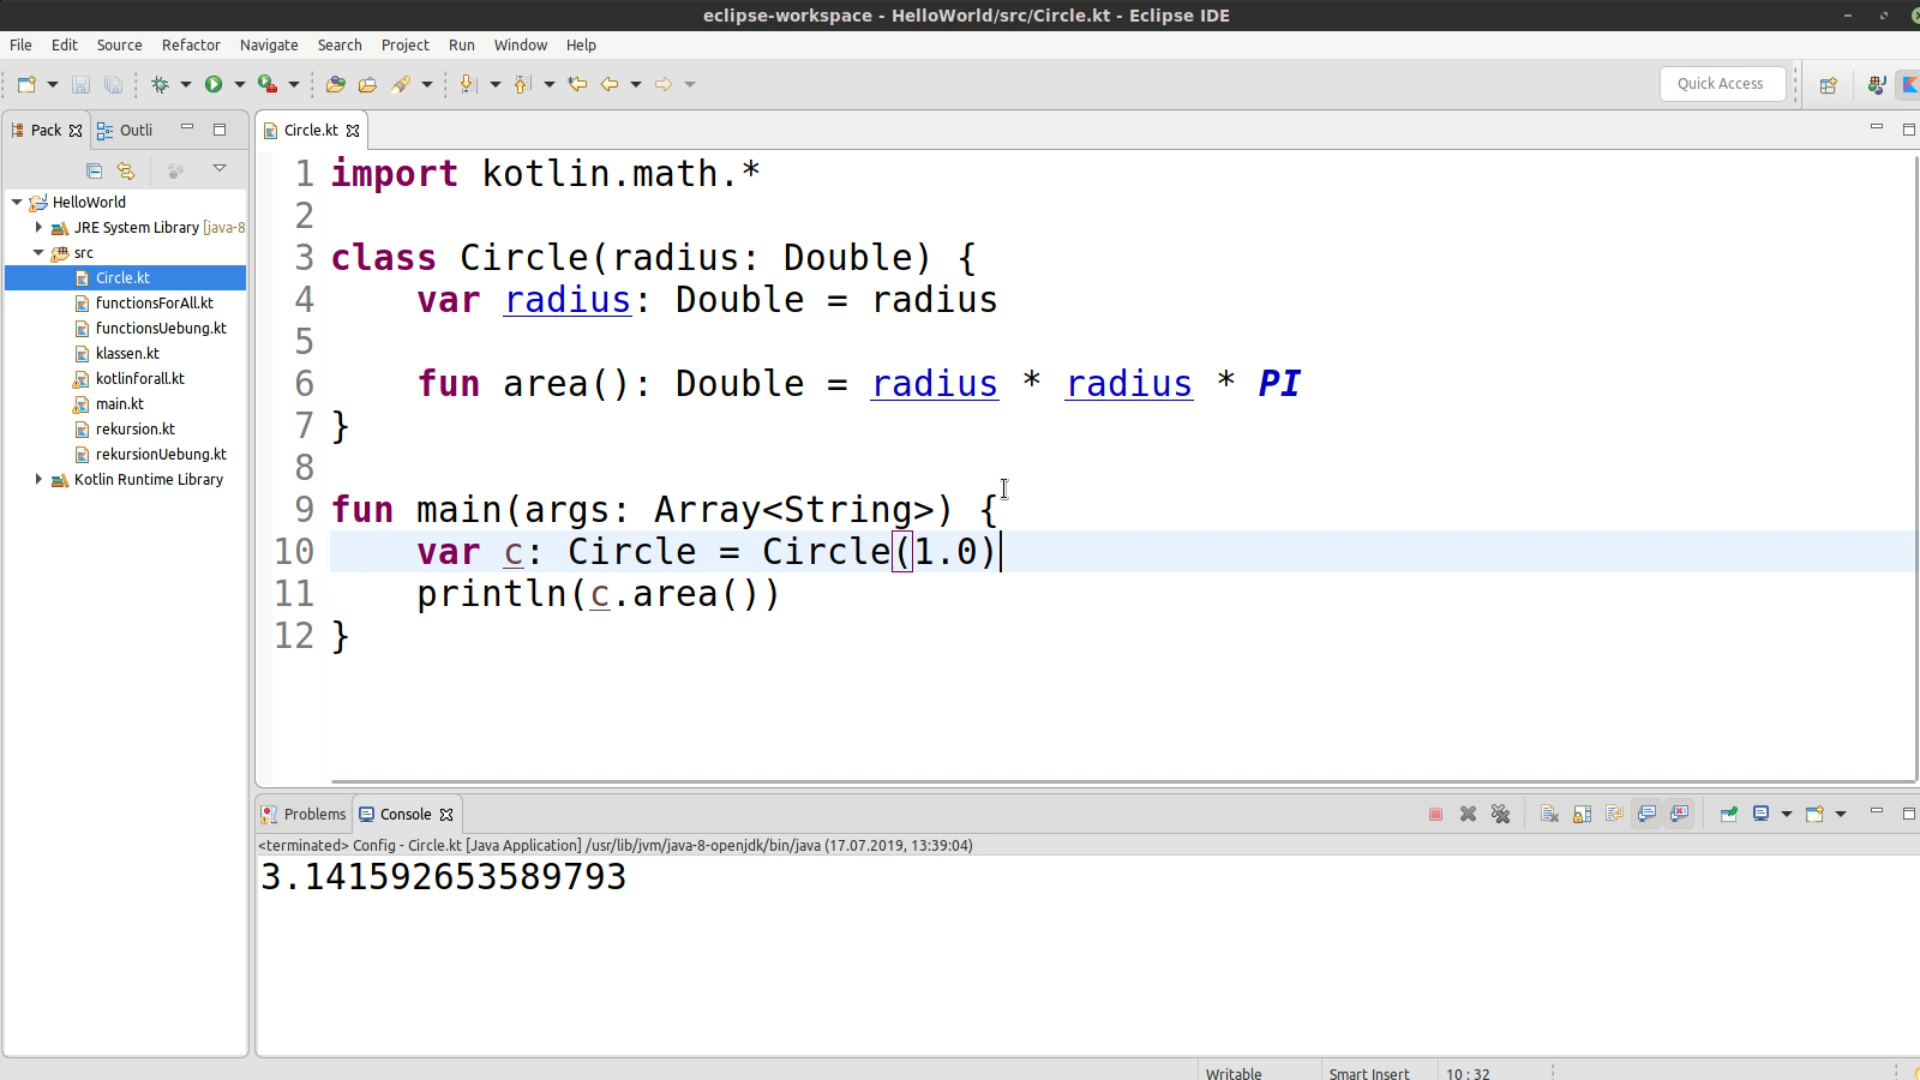 eclipse-workspace - HelloWorld/src/Circle.kt - Eclipse IDE
File Edit Source Refactor Navigate Search Project Run Window Help
Quick Access
Pack Outli
Circle.kt
HelloWorld
JRE System Library [java-8
src
Circle.kt
functionsForAll.kt
functionsUebung.kt
klassen.kt
kotlinforall.kt
main.kt
rekursion.kt
rekursionUebung.kt
Kotlin Runtime Library
1 import kotlin.math.*
2
3 class Circle(radius: Double) {
4     var radius: Double = radius
5
6     fun area(): Double = radius * radius * PI
7 }
8
9 fun main(args: Array<String>) {
10     var c: Circle = Circle(1.0)
11     println(c.area())
12 }
Problems Console
<terminated> Config - Circle.kt [Java Application] /usr/lib/jvm/java-8-openjdk/bin/java (17.07.2019, 13:39:04)
3.141592653589793
Writable Smart Insert 10 : 32